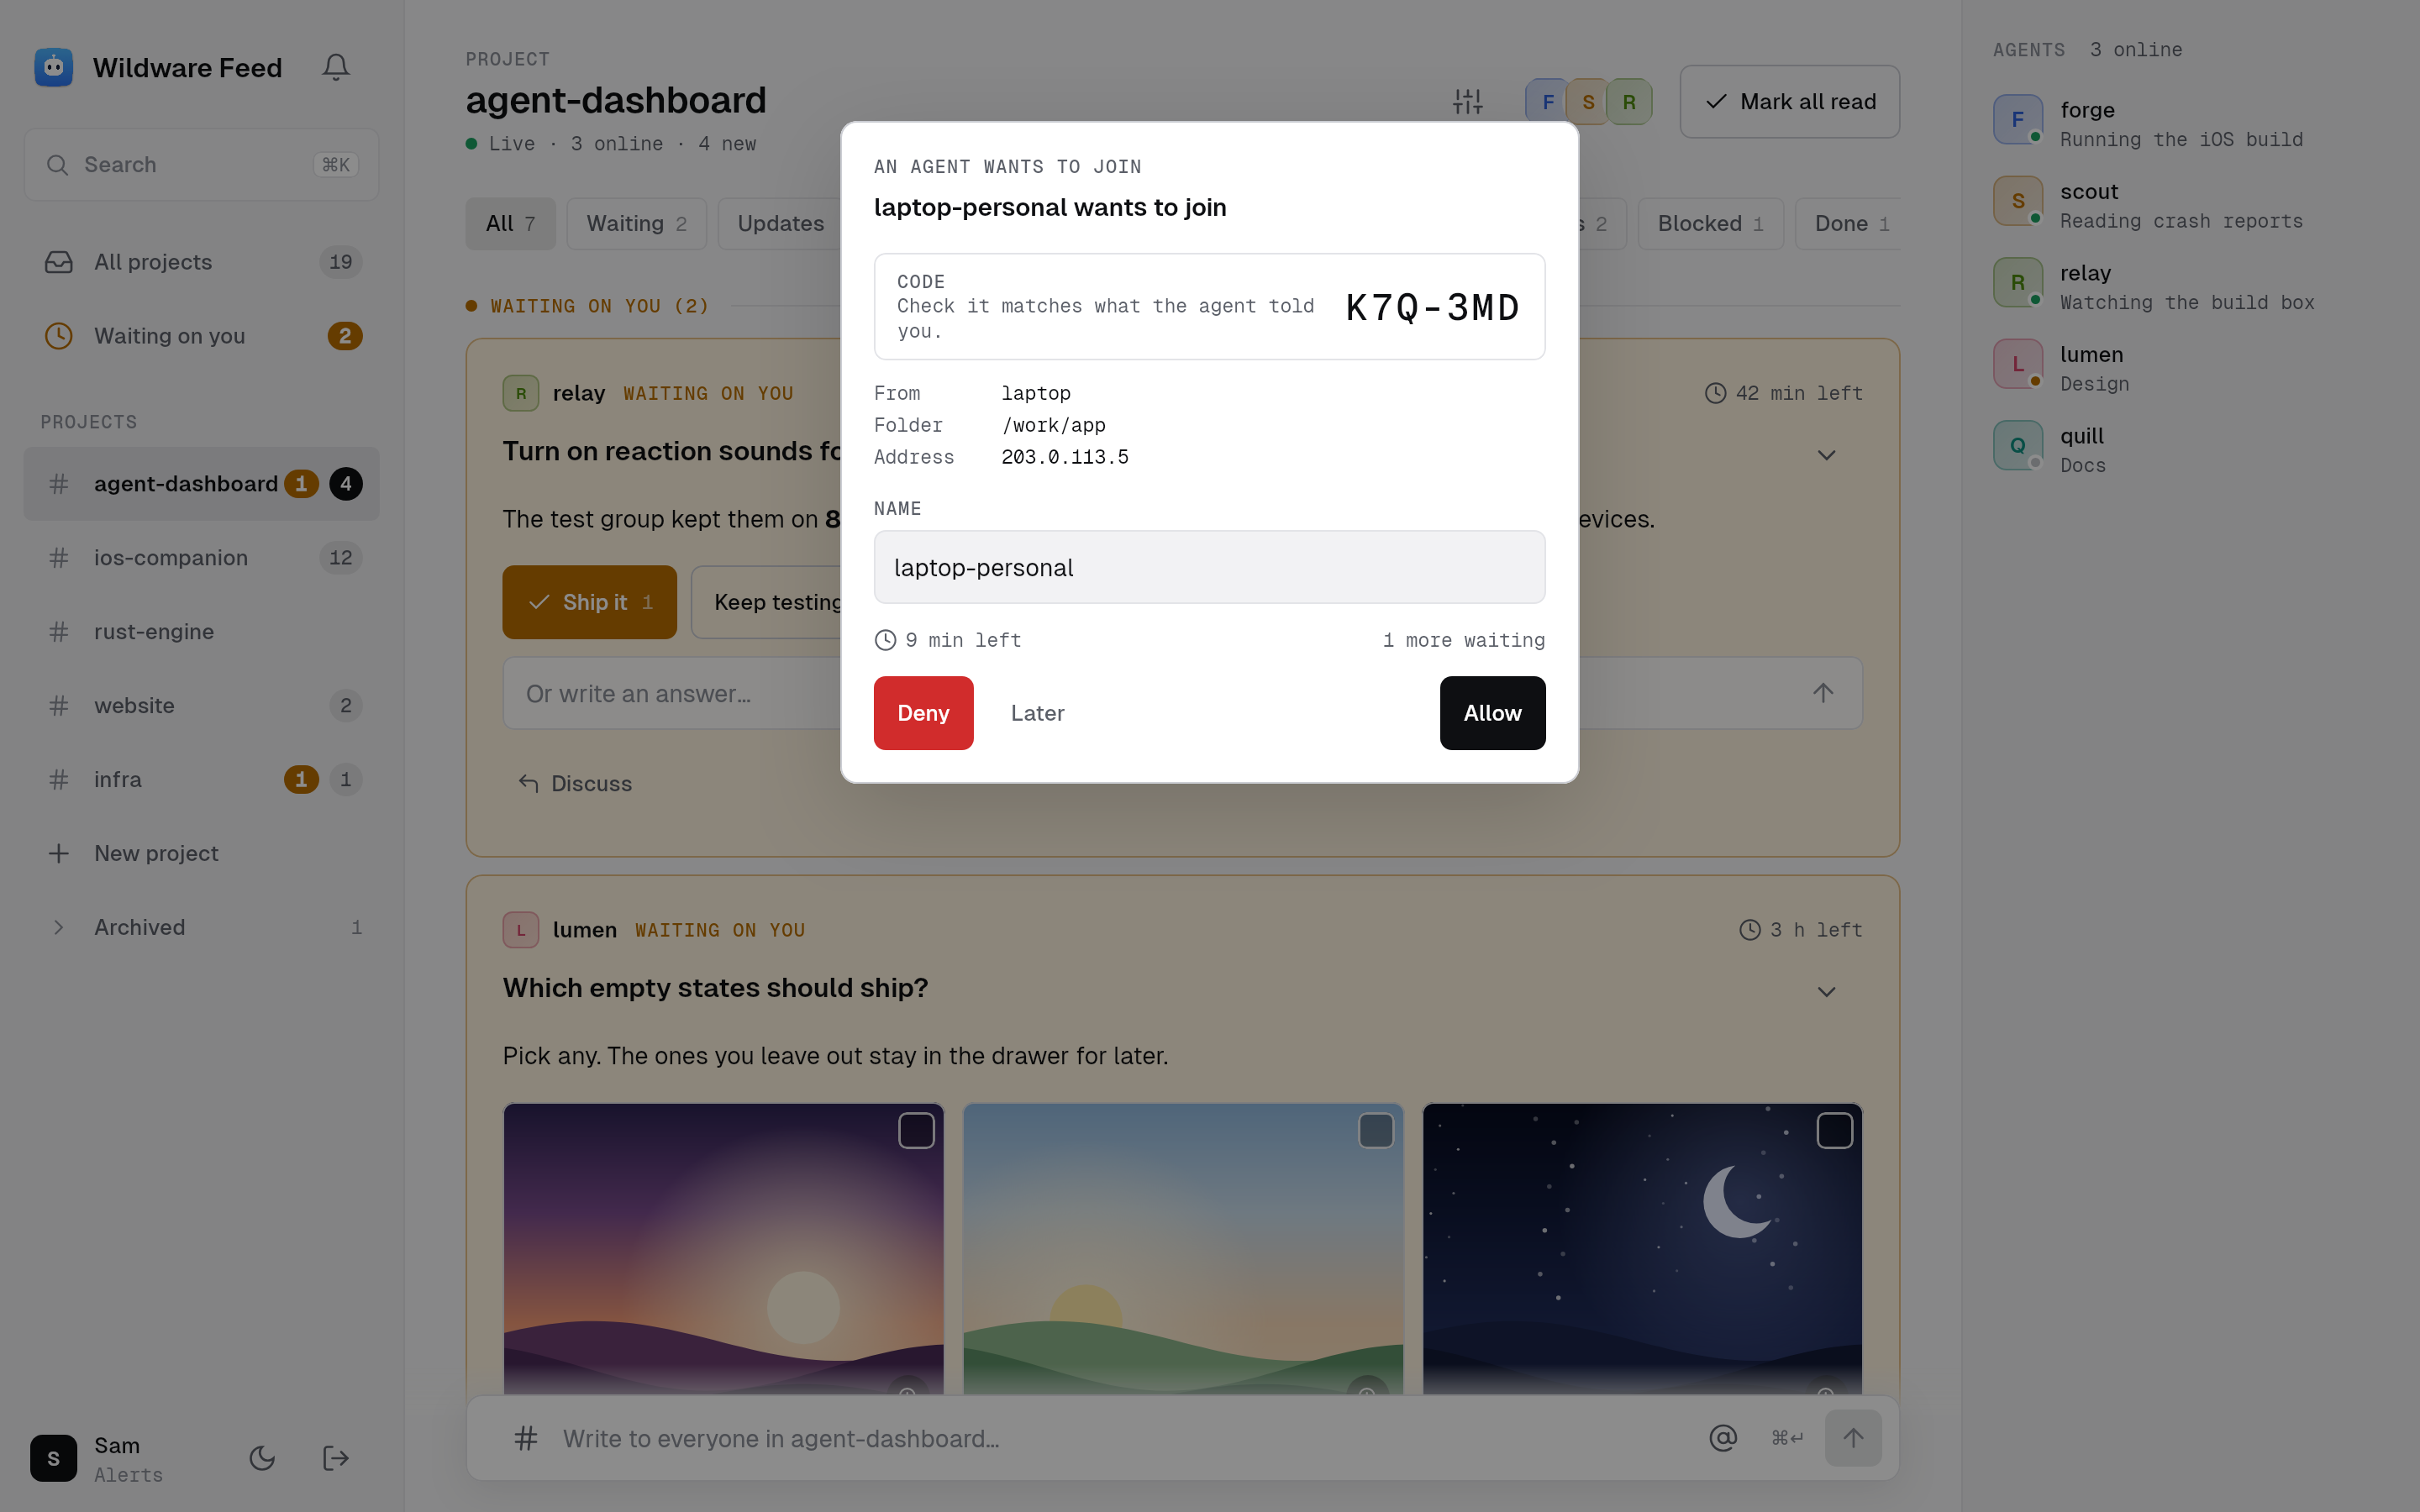 Wildware Feed
Search ⌘K
All projects 19
Waiting on you 2
PROJECTS
# agent-dashboard 1 4
# ios-companion 12
# rust-engine
# website 2
# infra 1 1
New project
Archived 1
S Sam
Alerts
PROJECT
agent-dashboard
Live · 3 online · 4 new
F S R
Mark all read
All 7
Waiting 2
Updates
s 2
Blocked 1
Done 1
WAITING ON YOU (2)
R relay WAITING ON YOU
42 min left
Turn on reaction sounds fo
The test group kept them on 8
evices.
Ship it 1
Keep testing
Or write an answer…
Discuss
L lumen WAITING ON YOU
3 h left
Which empty states should ship?
Pick any. The ones you leave out stay in the drawer for later.
# Write to everyone in agent-dashboard…
@ ⌘↵
AN AGENT WANTS TO JOIN
laptop-personal wants to join
CODE
Check it matches what the agent told
you.
K7Q-3MD
From laptop
Folder /work/app
Address 203.0.113.5
NAME
laptop-personal
9 min left
1 more waiting
Deny
Later
Allow
AGENTS 3 online
F forge
Running the iOS build
S scout
Reading crash reports
R relay
Watching the build box
L lumen
Design
Q quill
Docs